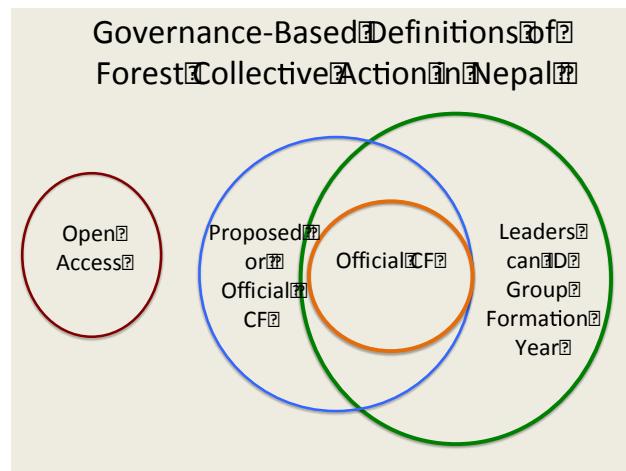 Governance-Based Definitions of
Forest Collective Action in Nepal
Open
Access
Proposed
or
Official
CF
Official CF
Leaders
can ID
Group
Formation
Year